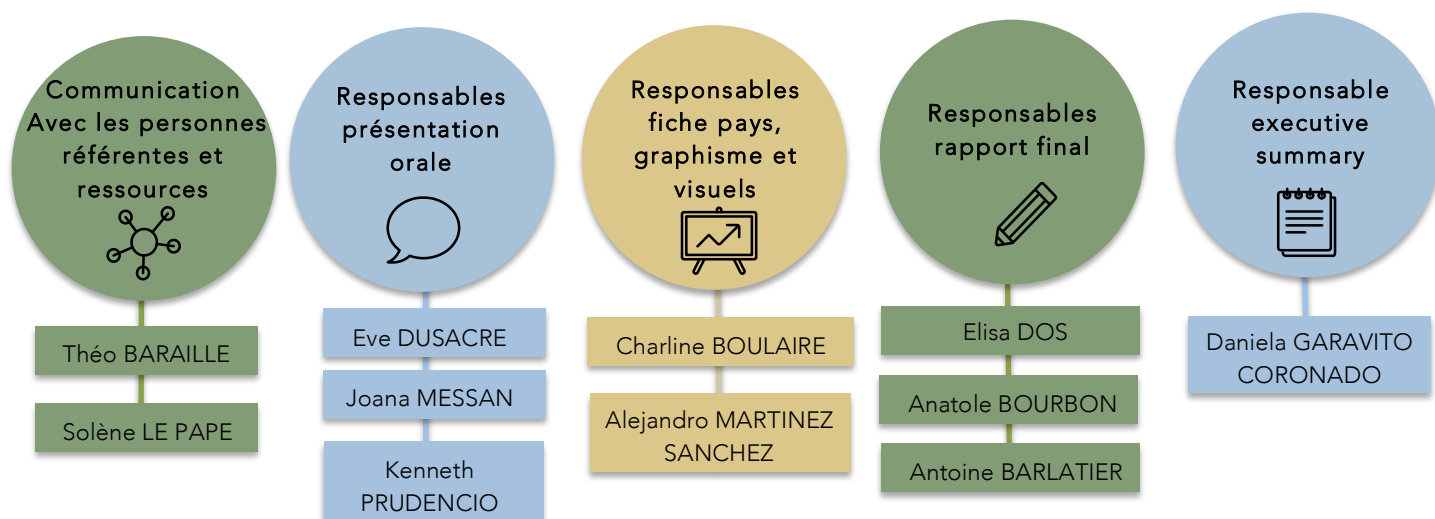 Communication
Avec les personnes
référentes et
ressources
Théo BARAILLE
Solène LE PAPE
Responsables
présentation
orale
Eve DUSACRE
Joana MESSAN
Kenneth
PRUDENCIO
Responsables
fiche pays,
graphisme et
visuels
Charline BOULAIRE
Alejandro MARTINEZ
SANCHEZ
Responsables
rapport final
Elisa DOS
Anatole BOURBON
Antoine BARLATIER
Responsable
executive
summary
Daniela GARAVITO
CORONADO